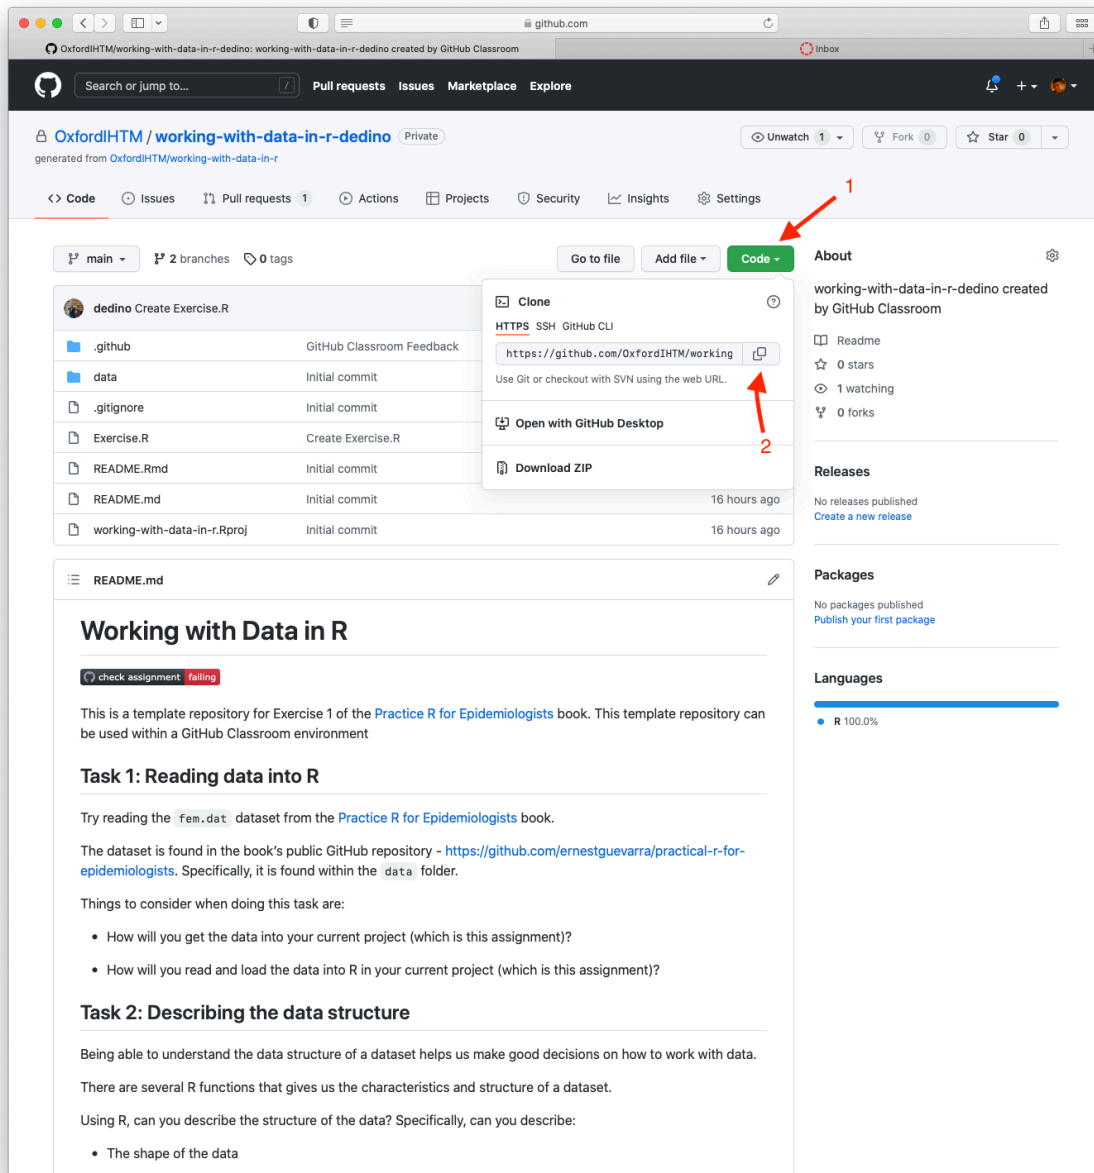 github.com
OxfordIHTM/working-with-data-in-r-dedino: working-with-data-in-r-dedino created by GitHub Classroom
Inbox
Search or jump to...
/
Pull requests Issues Marketplace Explore
OxfordIHTM / working-with-data-in-r-dedino Private
Unwatch 1
Fork 0
Star 0
generated from OxfordIHTM/working-with-data-in-r
1
<> Code Issues Pull requests 1 Actions Projects Security Insights Settings
main 2 branches 0 tags
Go to file Add file Code
dedino Create Exercise.R
.github GitHub Classroom Feedback
data Initial commit
.gitignore Initial commit
Exercise.R Create Exercise.R
README.Rmd Initial commit
README.md Initial commit 16 hours ago
working-with-data-in-r.Rproj Initial commit 16 hours ago
Clone
?
HTTPS SSH GitHub CLI
https://github.com/OxfordIHTM/working
Use Git or checkout with SVN using the web URL.
Open with GitHub Desktop
2
Download ZIP
About
working-with-data-in-r-dedino created
by GitHub Classroom
Readme
0 stars
1 watching
0 forks
Releases
No releases published
Create a new release
Packages
No packages published
Publish your first package
Languages
R 100.0%
README.md
Working with Data in R
check assignment failing
This is a template repository for Exercise 1 of the Practice R for Epidemiologists book. This template repository can
be used within a GitHub Classroom environment
Task 1: Reading data into R
Try reading the fem.dat dataset from the Practice R for Epidemiologists book.
The dataset is found in the book's public GitHub repository - https://github.com/ernestguevarra/practical-r-for-
epidemiologists. Specifically, it is found within the data folder.
Things to consider when doing this task are:
• How will you get the data into your current project (which is this assignment)?
• How will you read and load the data into R in your current project (which is this assignment)?
Task 2: Describing the data structure
Being able to understand the data structure of a dataset helps us make good decisions on how to work with data.
There are several R functions that gives us the characteristics and structure of a dataset.
Using R, can you describe the structure of the data? Specifically, can you describe:
• The shape of the data